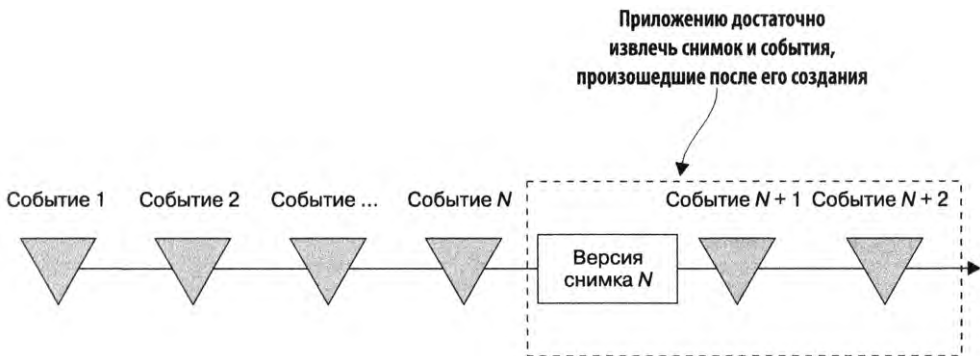 Приложению достаточно
извлечь снимок и события,
произошедшие после его создания
Событие 1 Событие 2 Событие ... Событие N Событие N + 1 Событие N + 2
Версия
снимка N